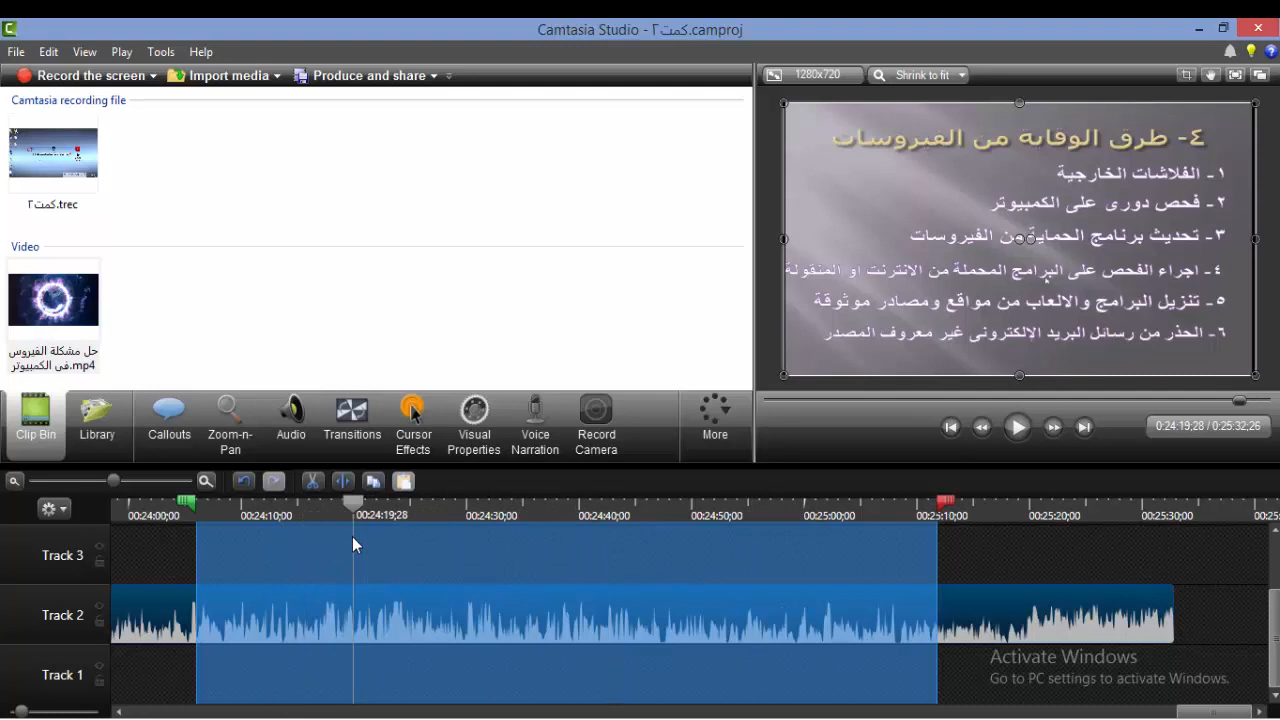 Camtasia Studio - كمت٢.camproj
File Edit View Play Tools Help
Record the screen Import media Produce and share
1280x720 Shrink to fit
Camtasia recording file
كمت٢.trec
Video
حل مشكلة الفيروس
فى الكمبيوتر.mp4
٤- طرق الوقاية من الفيروسات
١- الفلاشات الخارجية
٢- فحص دورى على الكمبيوتر
٣- تحديث برنامج الحماية من الفيروسات
٤- اجراء الفحص على البرامج المحملة من الانترنت او المنقولة
٥- تنزيل البرامج والالعاب من مواقع ومصادر موثوقة
٦- الحذر من رسائل البريد الالكترونى غير معروف المصدر
Clip Bin
Library
Callouts
Zoom-n-
Pan
Audio
Transitions
Cursor
Effects
Visual
Properties
Voice
Narration
Record
Camera
More
0:24:19;28 / 0:25:32;26
00:24:00;00 00:24:10;00 00:24:19;28 00:24:30;00 00:24:40;00 00:24:50;00 00:25:00;00 00:25:10;00 00:25:20;00 00:25:30;00 00:25:
Track 3
Track 2
Track 1
Activate Windows
Go to PC settings to activate Windows.